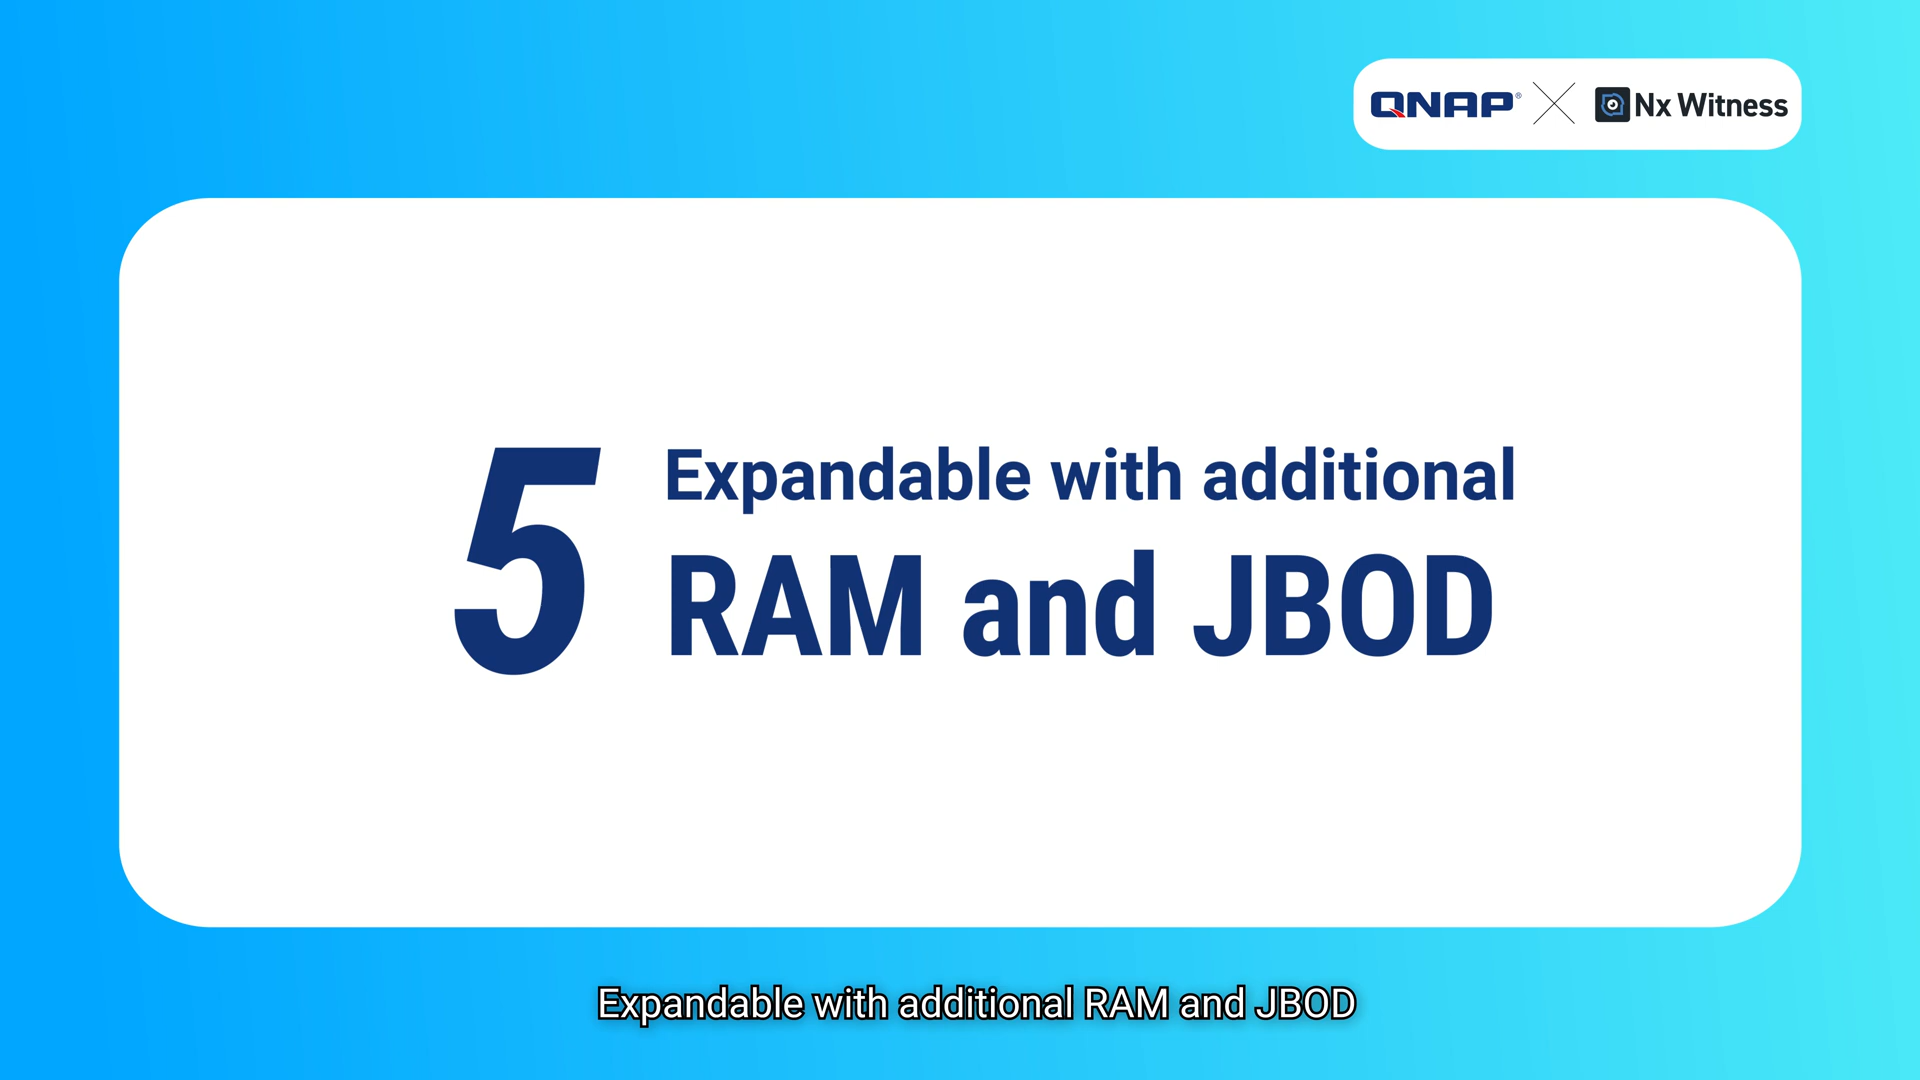 QNAP® Nx Witness
5
Expandable with additional
RAM and JBOD
Expandable with additional RAM and JBOD